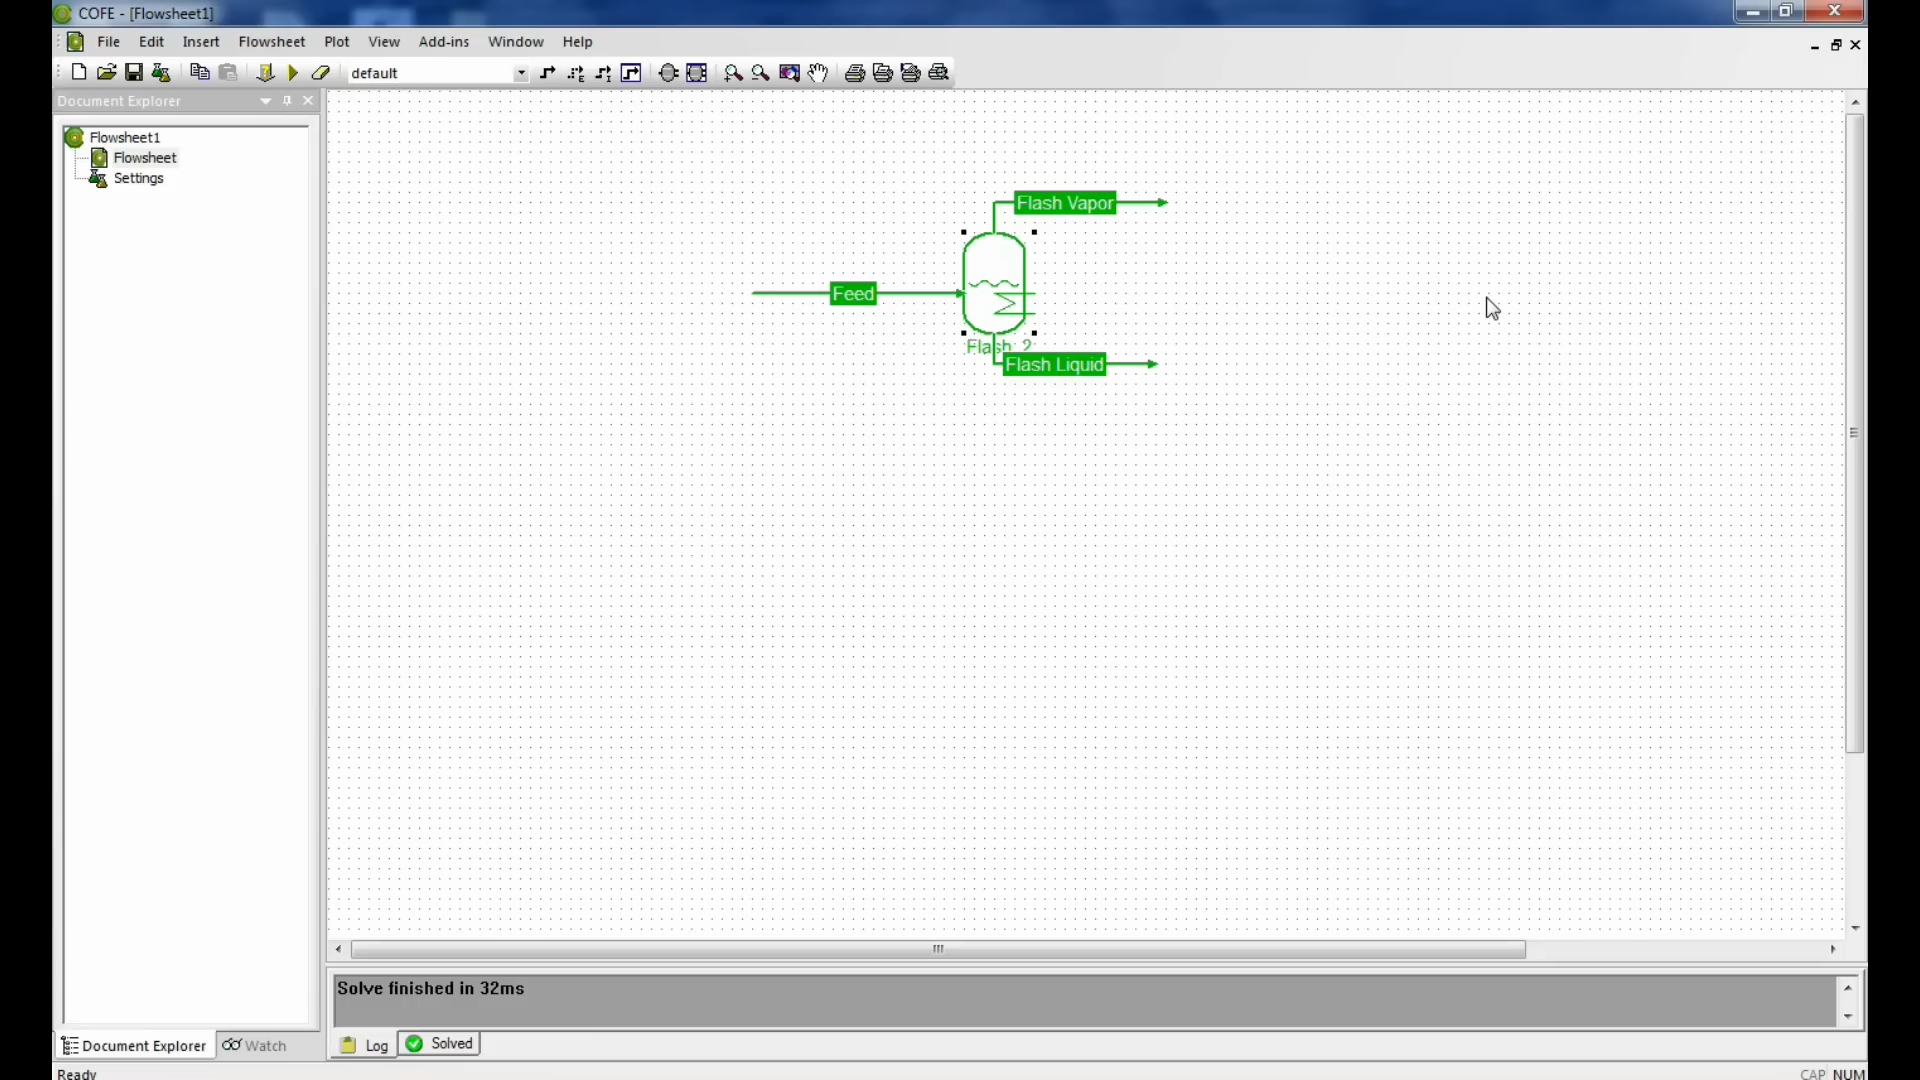 COFE - [Flowsheet1]
File Edit Insert Flowsheet Plot View Add-ins Window Help
default
Document Explorer
Flowsheet1
Flowsheet
Settings
Flash Vapor
Feed
Flash_2
Flash Liquid
Solve finished in 32ms
Document Explorer Watch
Log Solved
Ready
CAP NUM